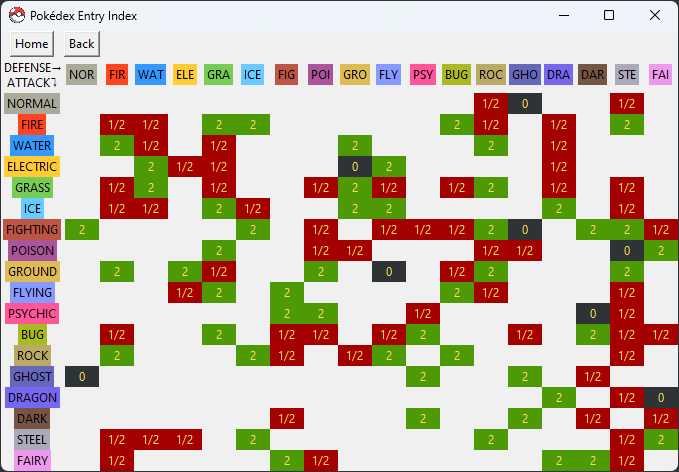 Pokédex Entry Index
Home Back
DEFENSE→ NOR FIR WAT ELE GRA ICE FIG POI GRO FLY PSY BUG ROC GHO DRA DAR STE FAI
ATTACK⤵
NORMAL 1/2 0 1/2
FIRE 1/2 1/2 2 2 2 1/2 1/2 2
WATER 2 1/2 1/2 2 2 1/2
ELECTRIC 2 1/2 1/2 0 2 1/2
GRASS 1/2 2 1/2 1/2 2 1/2 1/2 2 1/2 1/2
ICE 1/2 1/2 2 1/2 2 2 2 1/2
FIGHTING 2 2 1/2 1/2 1/2 1/2 2 0 2 2 1/2
POISON 2 1/2 1/2 1/2 1/2 0 2
GROUND 2 2 1/2 2 0 1/2 2 2
FLYING 1/2 2 2 2 1/2 1/2
PSYCHIC 2 2 1/2 0 1/2
BUG 1/2 2 1/2 1/2 1/2 2 1/2 2 1/2 1/2
ROCK 2 2 1/2 1/2 2 2 1/2
GHOST 0 2 2 1/2
DRAGON 2 1/2 0
DARK 1/2 2 2 1/2 1/2
STEEL 1/2 1/2 1/2 2 2 1/2 2
FAIRY 1/2 2 1/2 2 2 1/2